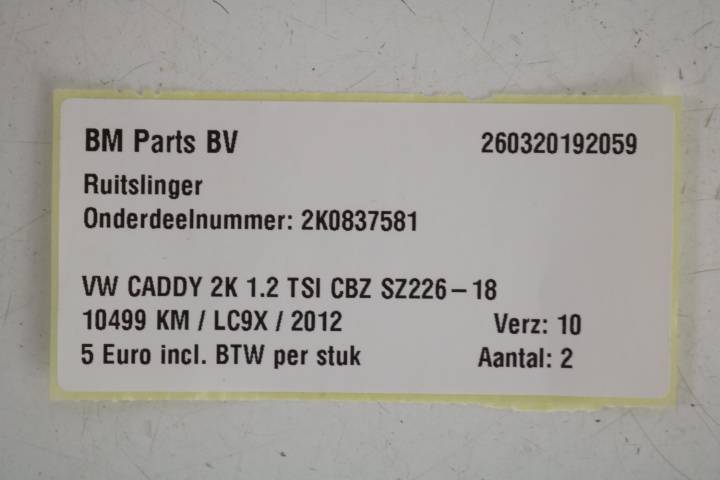 BM Parts BV 260320192059
Ruitslinger
Onderdeelnummer: 2K0837581
VW CADDY 2K 1.2 TSI CBZ SZ226-18
10499 KM / LC9X / 2012 Verz: 10
5 Euro incl. BTW per stuk Aantal: 2